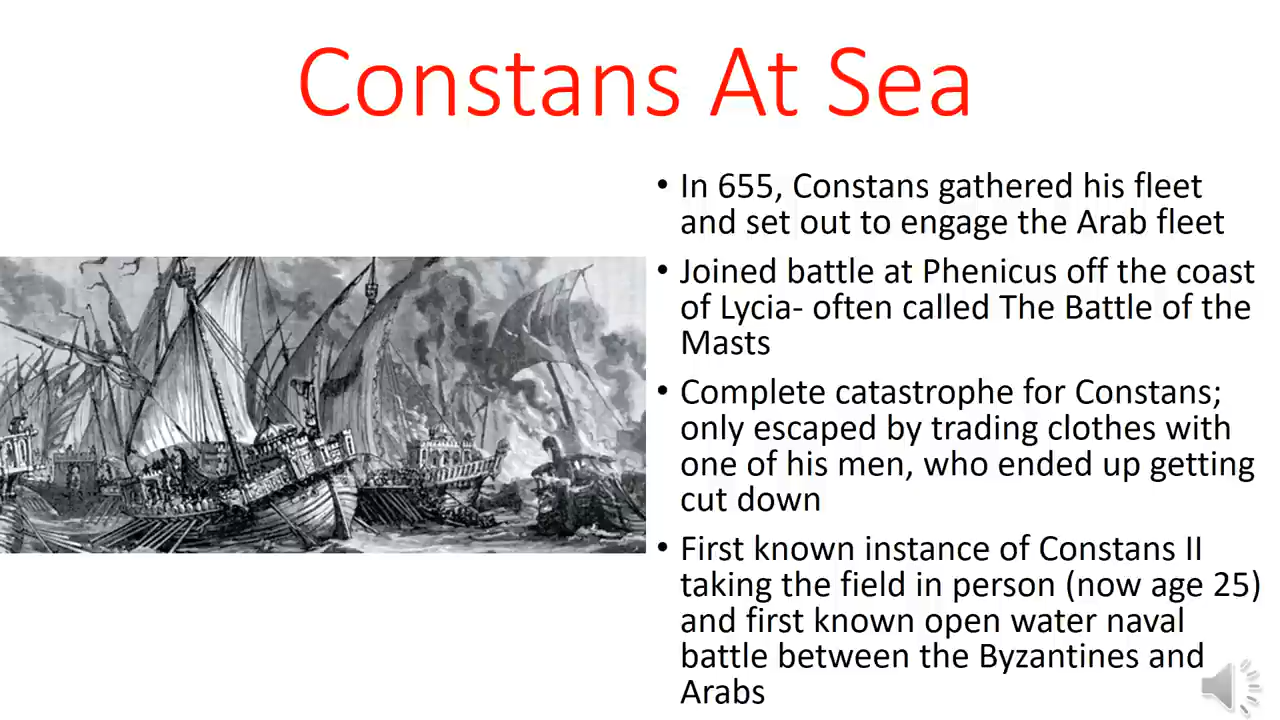 Constans At Sea
• In 655, Constans gathered his fleet
and set out to engage the Arab fleet
• Joined battle at Phenicus off the coast
of Lycia- often called The Battle of the
Masts
• Complete catastrophe for Constans;
only escaped by trading clothes with
one of his men, who ended up getting
cut down
• First known instance of Constans II
taking the field in person (now age 25)
and first known open water naval
battle between the Byzantines and
Arabs